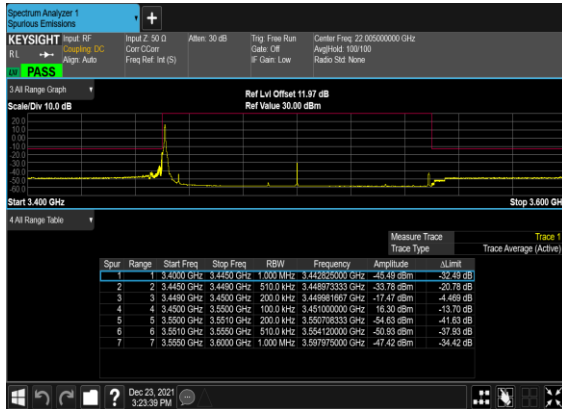 Spectrum Analyzer 1
Spurious Emissions
KEYSIGHT Input: RF Input Z: 50 Ω Atten: 30 dB Trig: Free Run Center Freq: 22.005000000 GHz
RL Coupling: DC Corr CCorr Gate: Off Avg|Hold: 100/100
Align: Auto Freq Ref: Int (S) IF Gain: Low Radio Std: None
PASS
3 All Range Graph
Ref Lvl Offset 11.97 dB
Scale/Div 10.0 dB Ref Value 30.00 dBm
20.0
10.0
0.00
-10.0
-20.0
-30.0
-40.0
-50.0
-60.0
Start 3.400 GHz Stop 3.600 GH
4 All Range Table
Measure Trace Trace 1
Trace Type Trace Average (Active)
Spur Range Start Freq Stop Freq RBW Frequency Amplitude ΔLimit
1 1 3.4000 GHz 3.4450 GHz 1.000 MHz 3.442825000 GHz -45.49 dBm -32.49 dB
2 2 3.4450 GHz 3.4490 GHz 510.0 kHz 3.448973333 GHz -33.78 dBm -20.78 dB
3 3 3.4490 GHz 3.4500 GHz 200.0 kHz 3.449981667 GHz -17.47 dBm -4.469 dB
4 4 3.4500 GHz 3.5500 GHz 100.0 kHz 3.451000000 GHz 16.30 dBm -13.70 dB
5 5 3.5500 GHz 3.5510 GHz 200.0 kHz 3.550708333 GHz -54.63 dBm -41.63 dB
6 6 3.5510 GHz 3.5550 GHz 510.0 kHz 3.554120000 GHz -50.93 dBm -37.93 dB
7 7 3.5550 GHz 3.6000 GHz 1.000 MHz 3.597975000 GHz -47.42 dBm -34.42 dB
Dec 23, 2021
3:23:39 PM